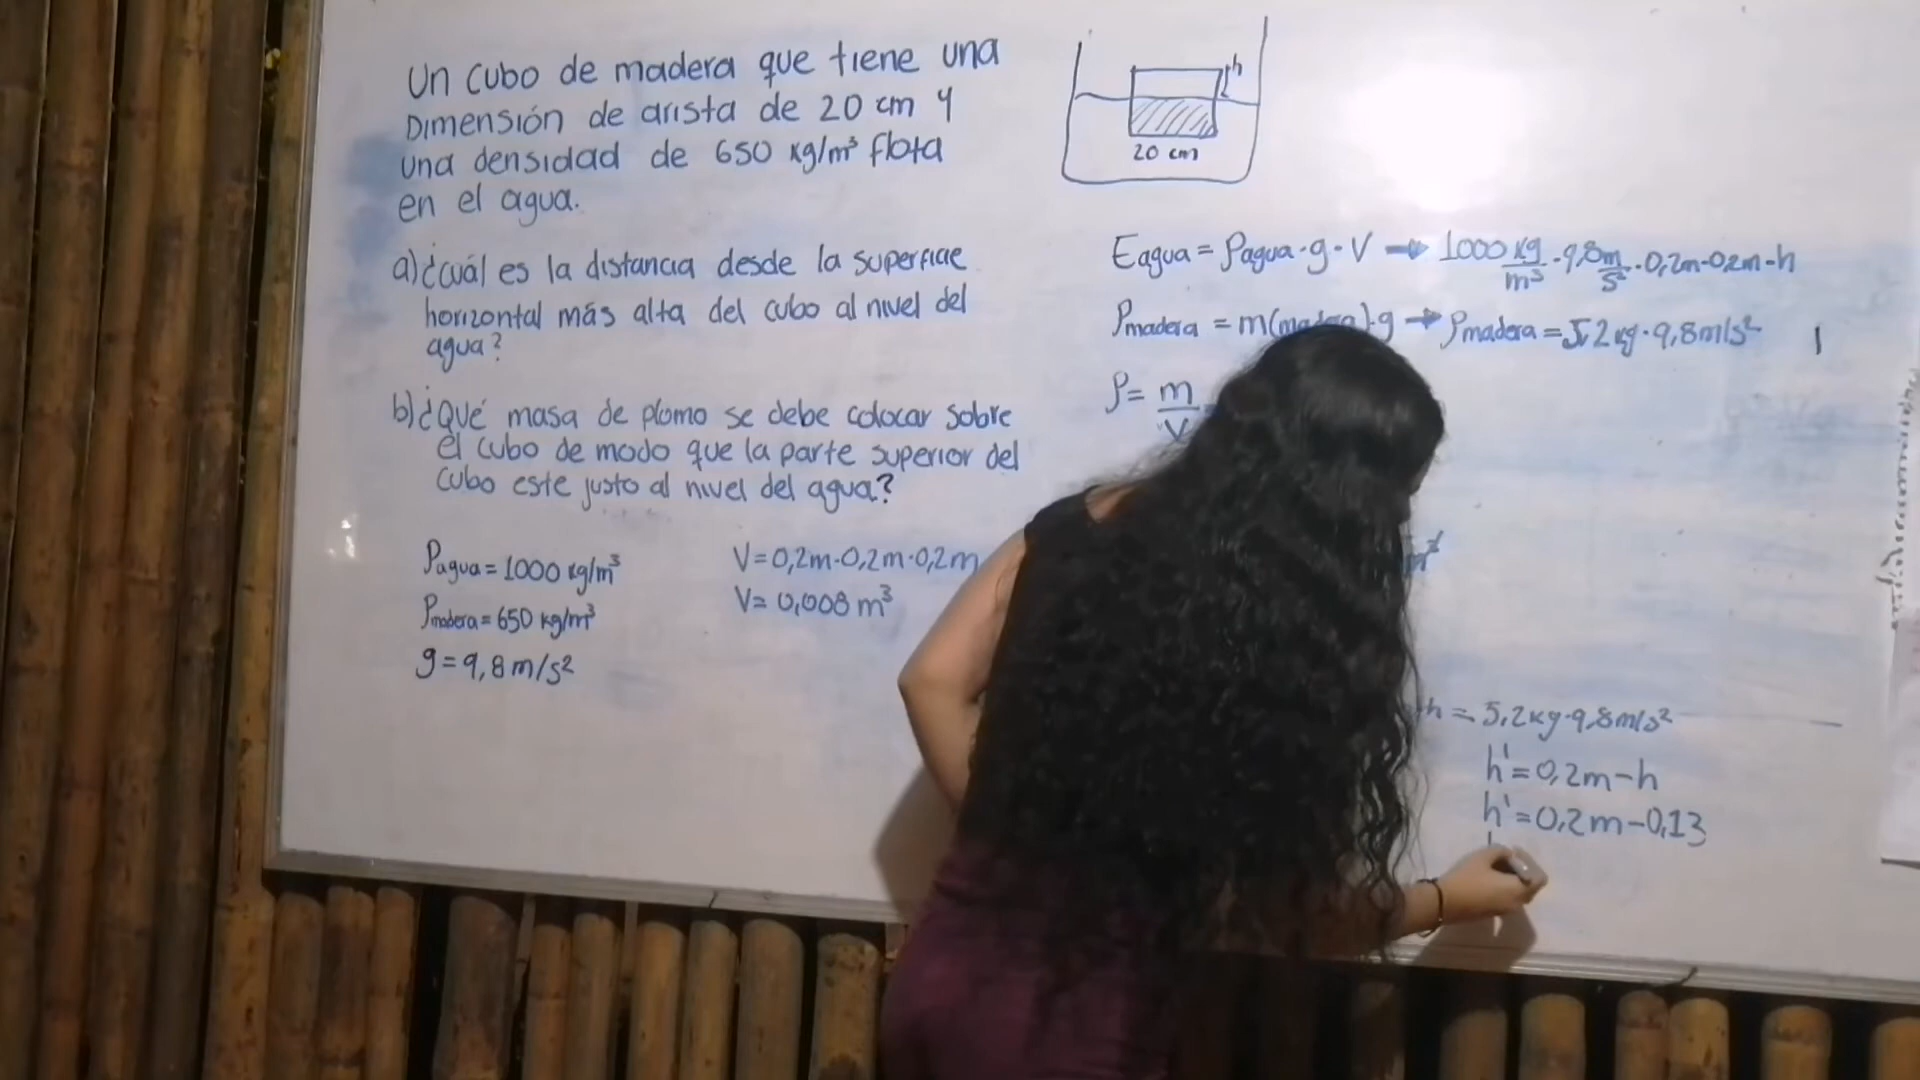 Un cubo de madera que tiene una
Dimensión de arista de 20 cm y
una densidad de 650 kg/m³ flota
en el agua.
a) ¿Cuál es la distancia desde la superficie
horizontal más alta del cubo al nivel del
agua?
b) ¿Qué masa de plomo se debe colocar sobre
el cubo de modo que la parte superior del
cubo este justo al nivel del agua?
ρagua = 1000 kg/m³
ρmadera = 650 kg/m³
g = 9,8 m/s²
V = 0,2m · 0,2m · 0,2m
V = 0,008 m³
h
20 cm
Eagua = ρagua · g · V → 1000 kg/m³ · 9,8 m/s² · 0,2m · 0,2m · h
ρmadera = m(madera) · g → ρmadera = 5,2 kg · 9,8 m/s²
ρ = m/V
h = 5,2 kg · 9,8 m/s²
h' = 0,2m - h
h' = 0,2m - 0,13